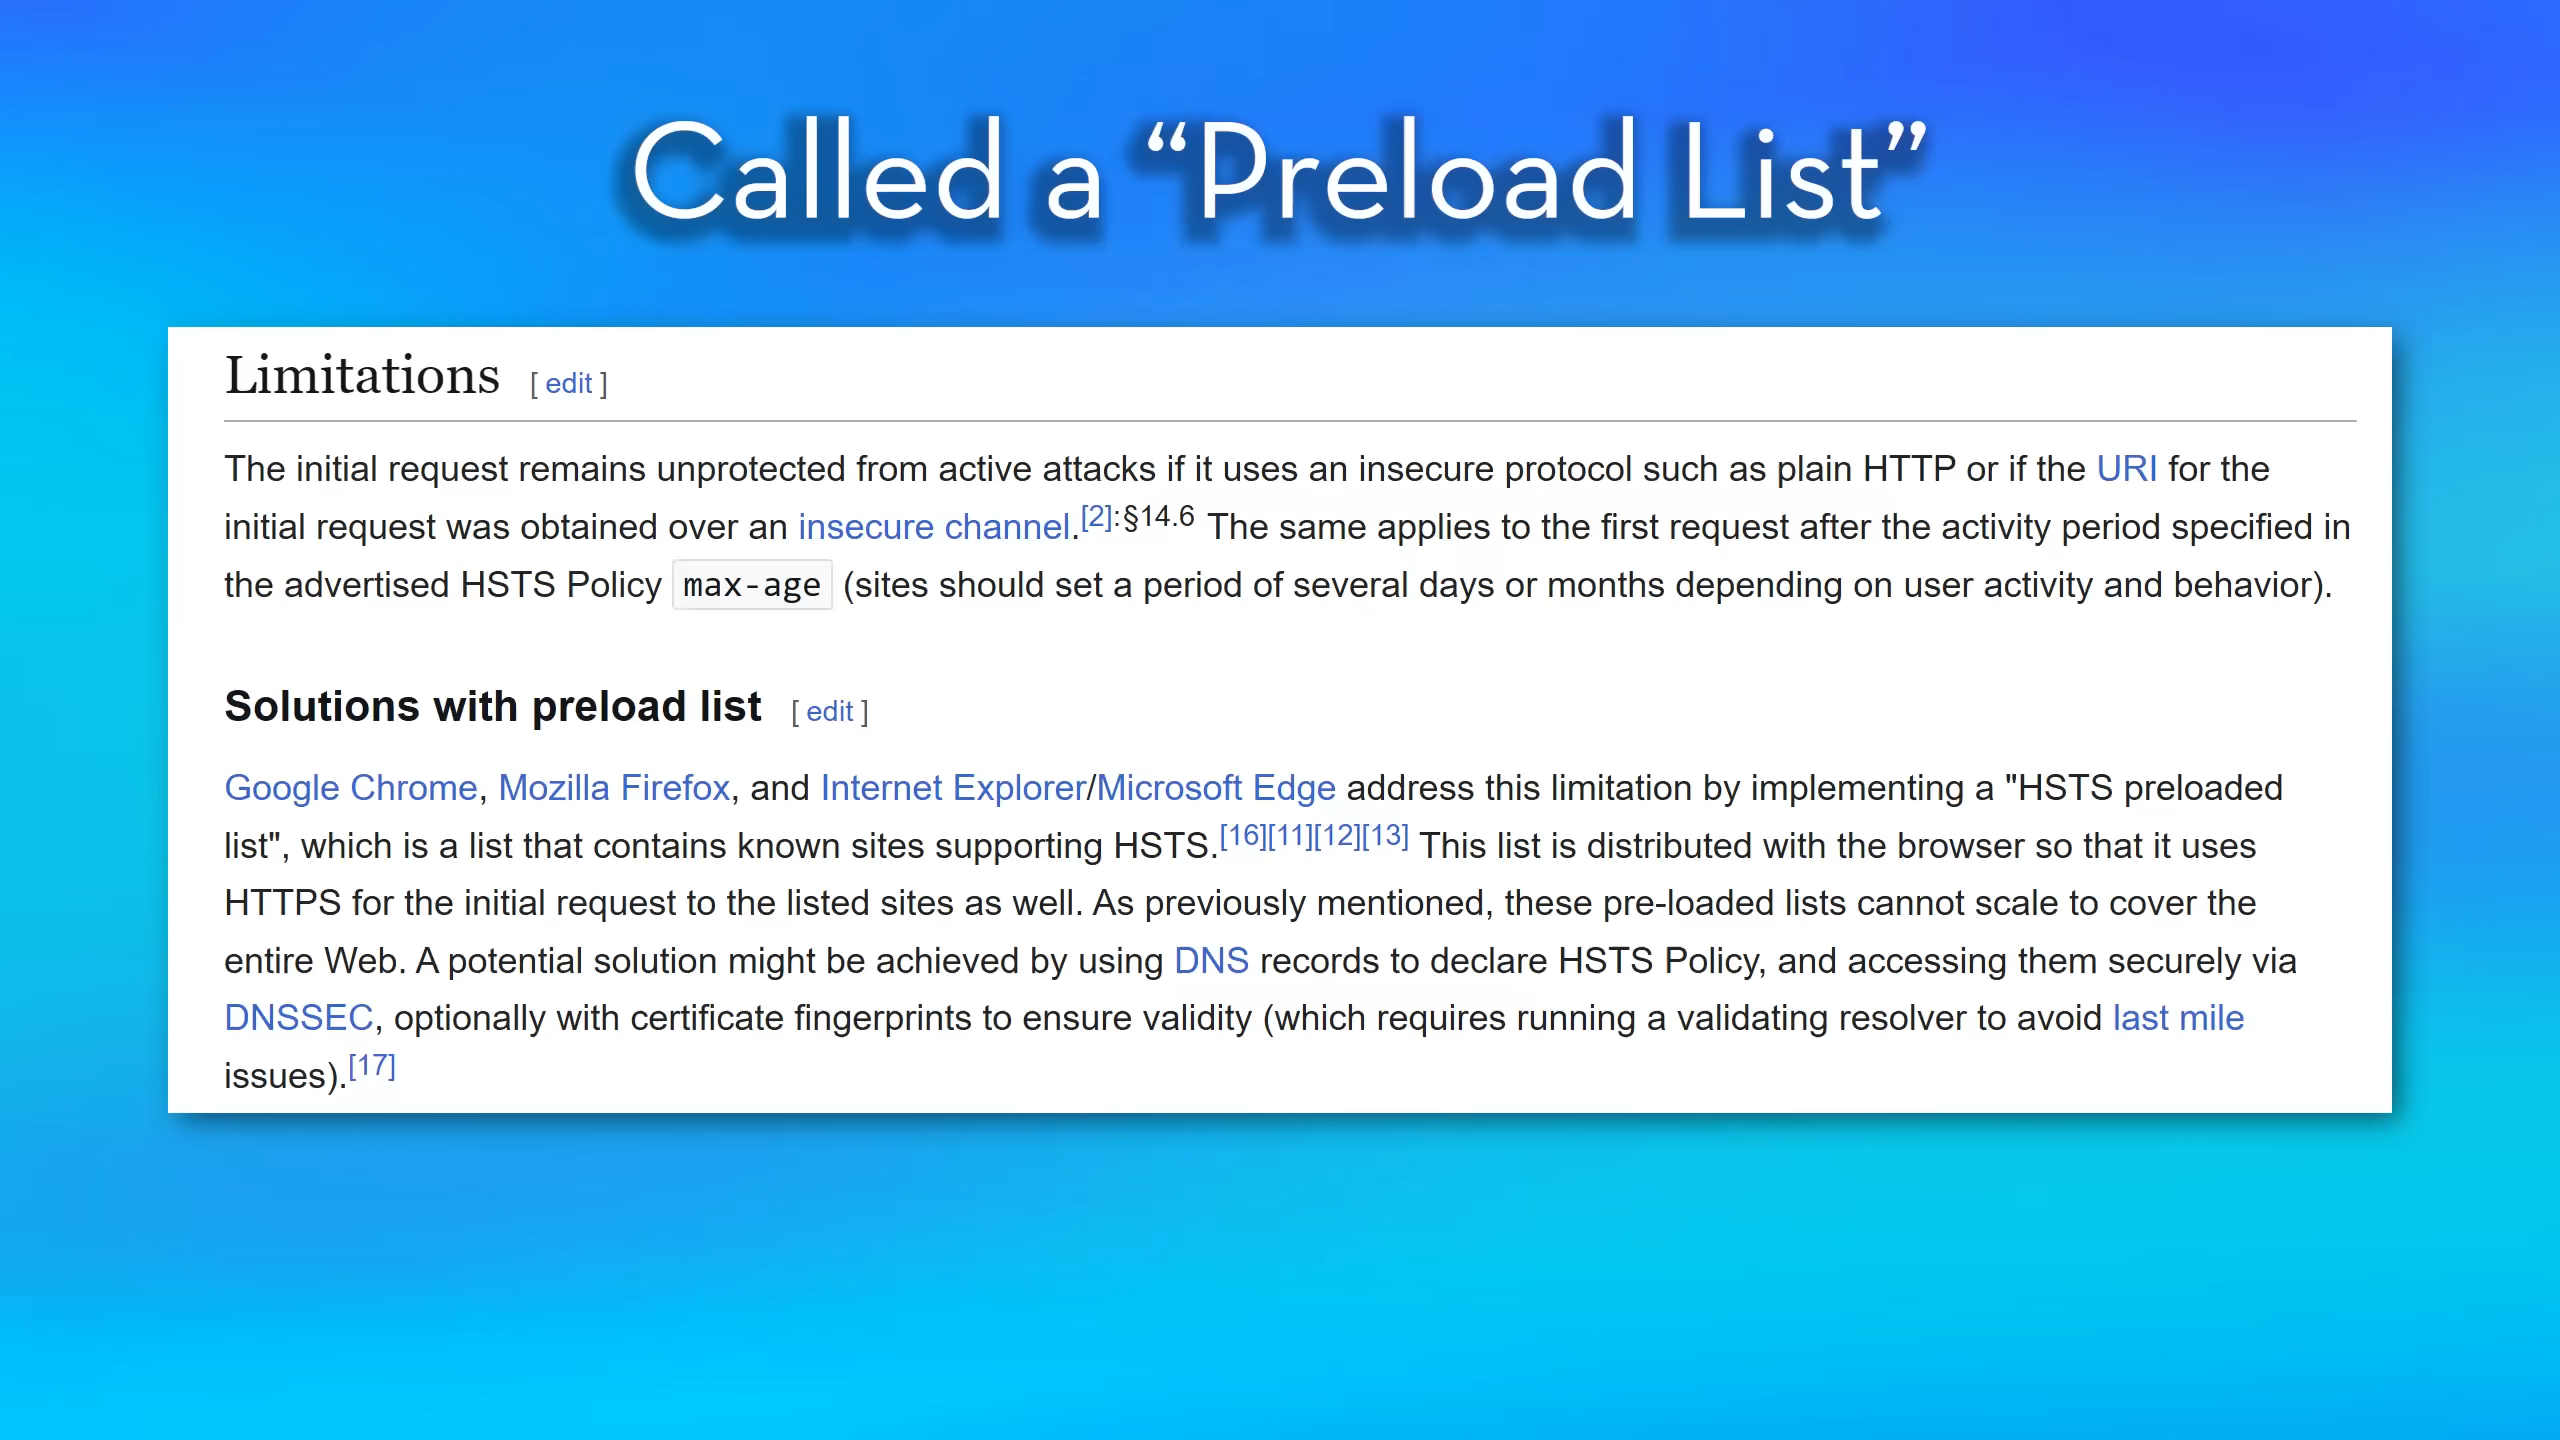 Called a “Preload List”
Limitations [ edit ]
The initial request remains unprotected from active attacks if it uses an insecure protocol such as plain HTTP or if the URI for the
initial request was obtained over an insecure channel.[2]:§14.6 The same applies to the first request after the activity period specified in
the advertised HSTS Policy max-age (sites should set a period of several days or months depending on user activity and behavior).
Solutions with preload list [ edit ]
Google Chrome, Mozilla Firefox, and Internet Explorer/Microsoft Edge address this limitation by implementing a "HSTS preloaded
list", which is a list that contains known sites supporting HSTS.[16][11][12][13] This list is distributed with the browser so that it uses
HTTPS for the initial request to the listed sites as well. As previously mentioned, these pre-loaded lists cannot scale to cover the
entire Web. A potential solution might be achieved by using DNS records to declare HSTS Policy, and accessing them securely via
DNSSEC, optionally with certificate fingerprints to ensure validity (which requires running a validating resolver to avoid last mile
issues).[17]